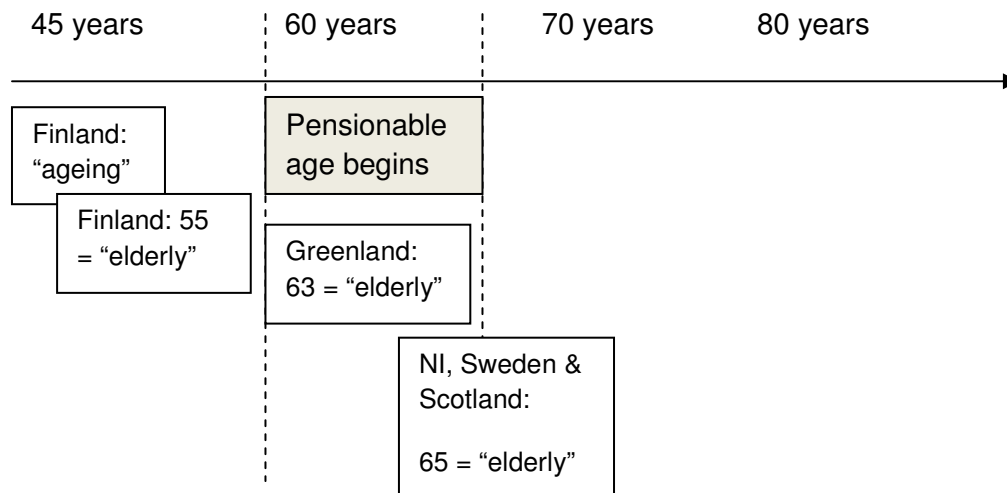 45 years 60 years 70 years 80 years
Finland:
“ageing”
Pensionable
age begins
Finland: 55
= “elderly”
Greenland:
63 = “elderly”
NI, Sweden &
Scotland:
65 = “elderly”